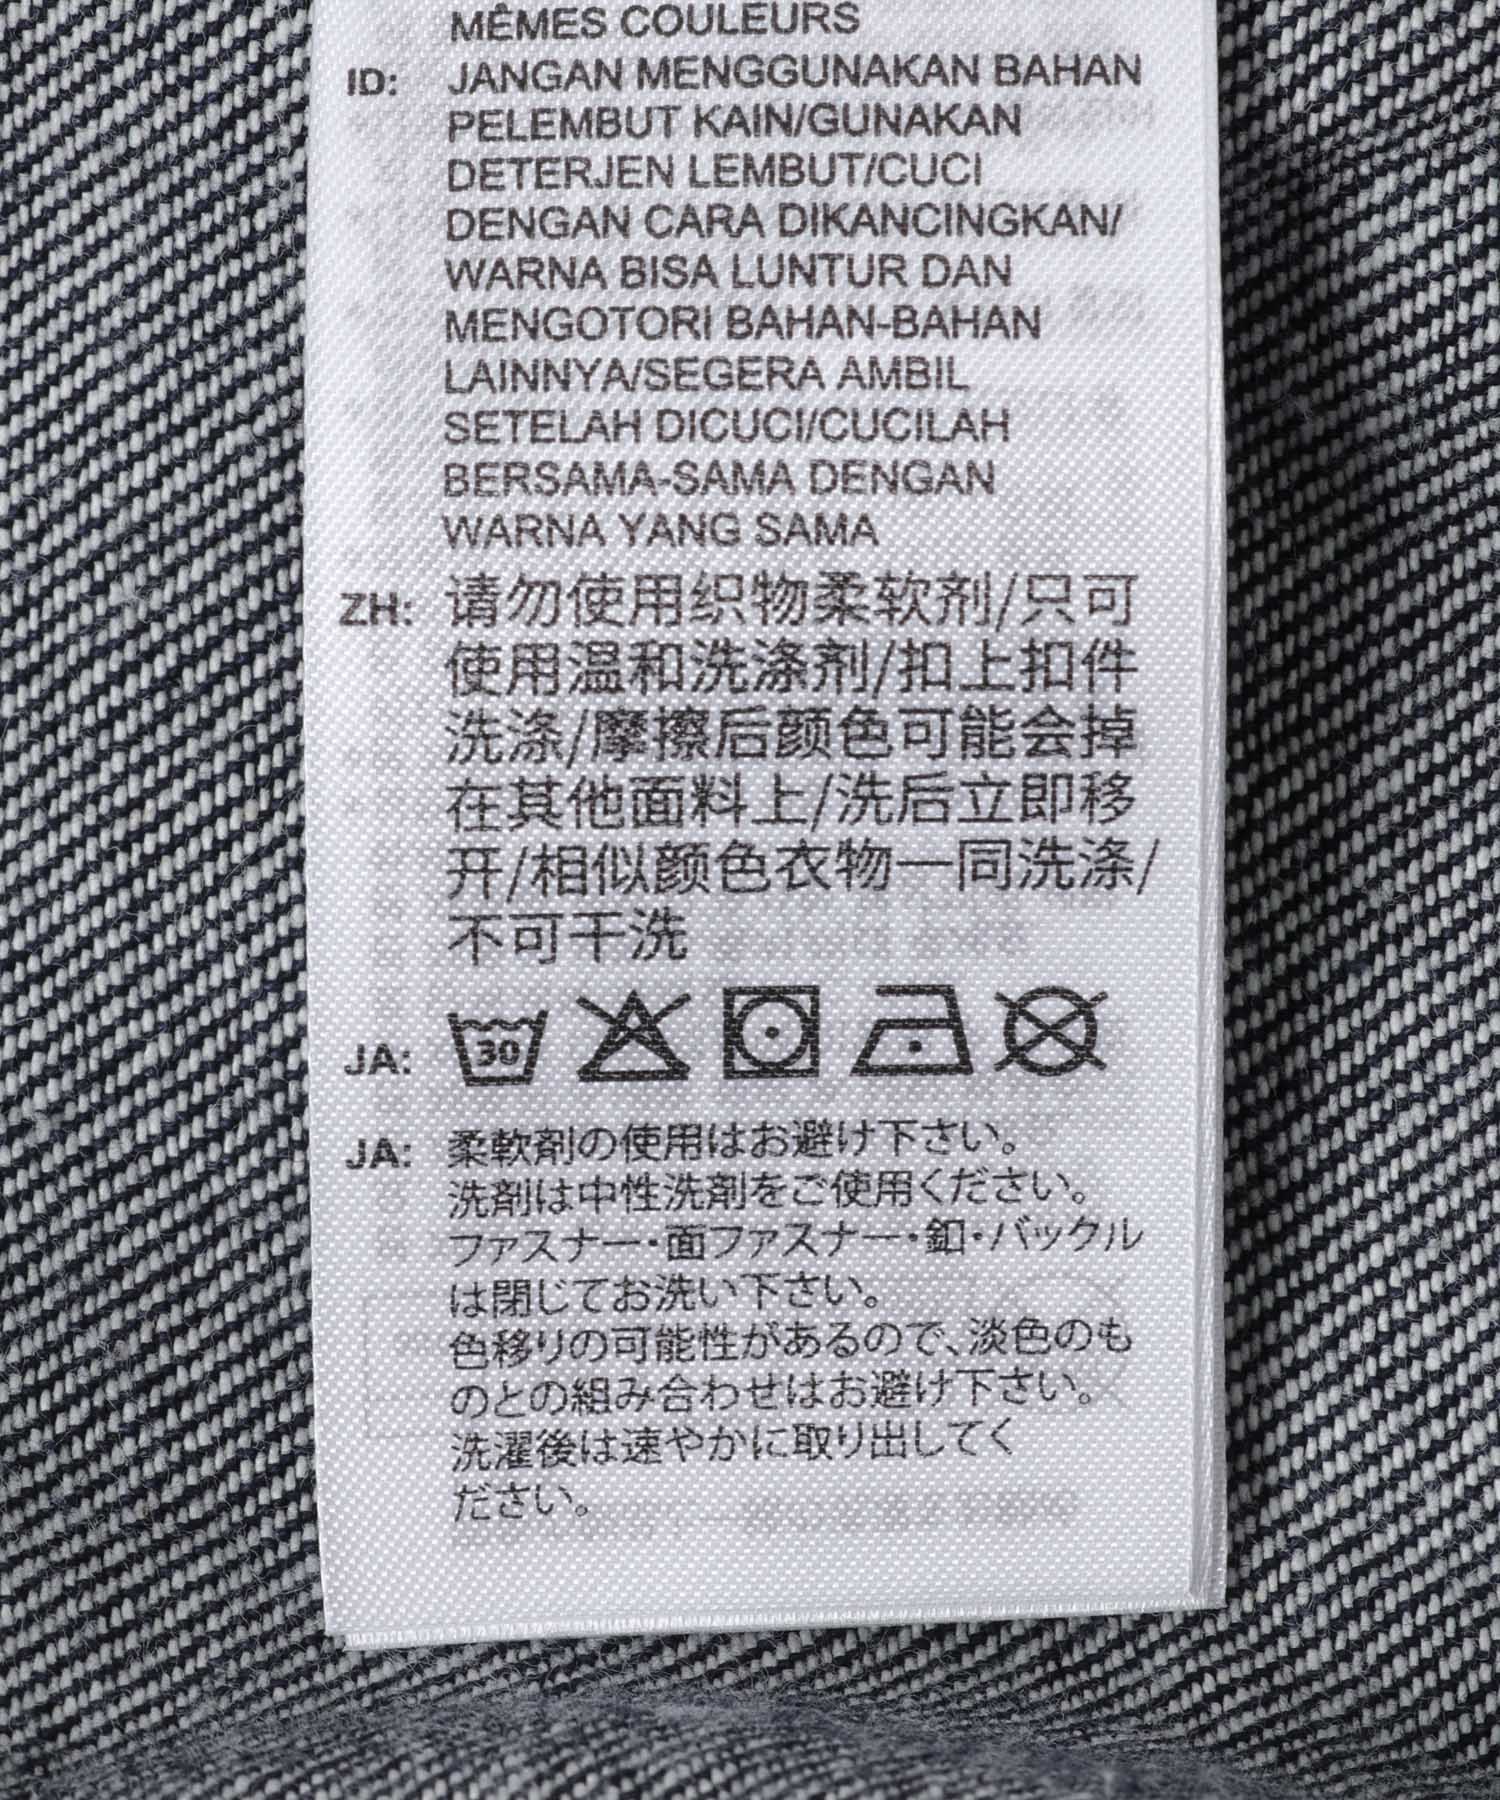 MÊMES COULEURS
ID: JANGAN MENGGUNAKAN BAHAN
PELEMBUT KAIN/GUNAKAN
DETERJEN LEMBUT/CUCI
DENGAN CARA DIKANCINGKAN/
WARNA BISA LUNTUR DAN
MENGOTORI BAHAN-BAHAN
LAINNYA/SEGERA AMBIL
SETELAH DICUCI/CUCILAH
BERSAMA-SAMA DENGAN
WARNA YANG SAMA
ZH: 请勿使用织物柔软剂/只可
使用温和洗涤剂/扣上扣件
洗涤/摩擦后颜色可能会掉
在其他面料上/洗后立即移
开/相似颜色衣物一同洗涤/
不可干洗
JA: 30
JA: 柔軟剤の使用はお避け下さい。
洗剤は中性洗剤をご使用ください。
ファスナー・面ファスナー・釦・バックル
は閉じてお洗い下さい。
色移りの可能性があるので、淡色のも
のとの組み合わせはお避け下さい。
洗濯後は速やかに取り出してく
ださい。